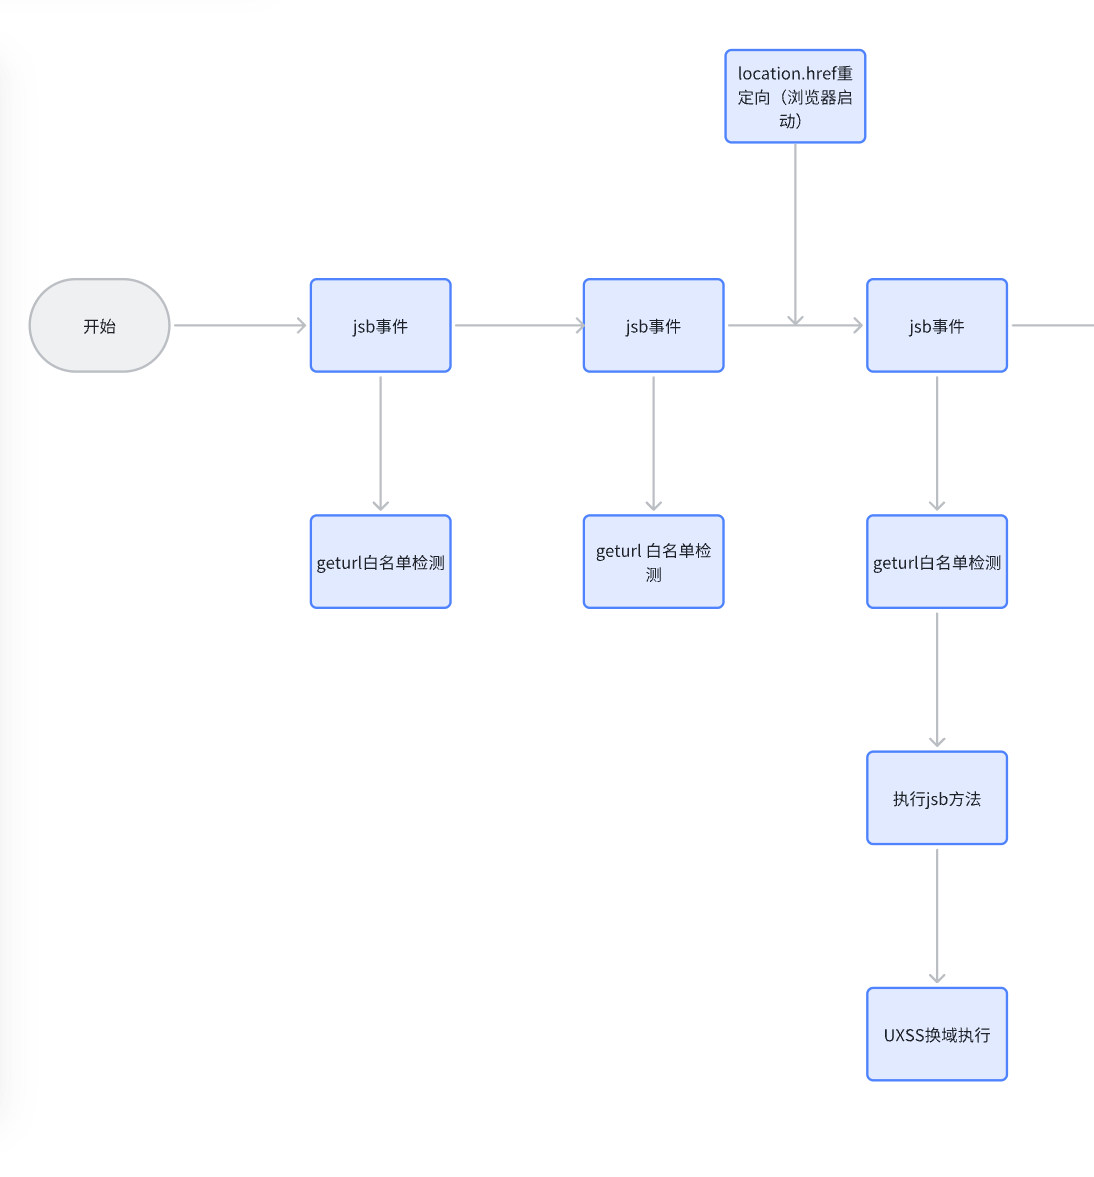 location.href重
定向（浏览器启
动）
开始
jsb事件
jsb事件
jsb事件
geturl白名单检测
geturl 白名单检
测
geturl白名单检测
执行jsb方法
UXSS换域执行